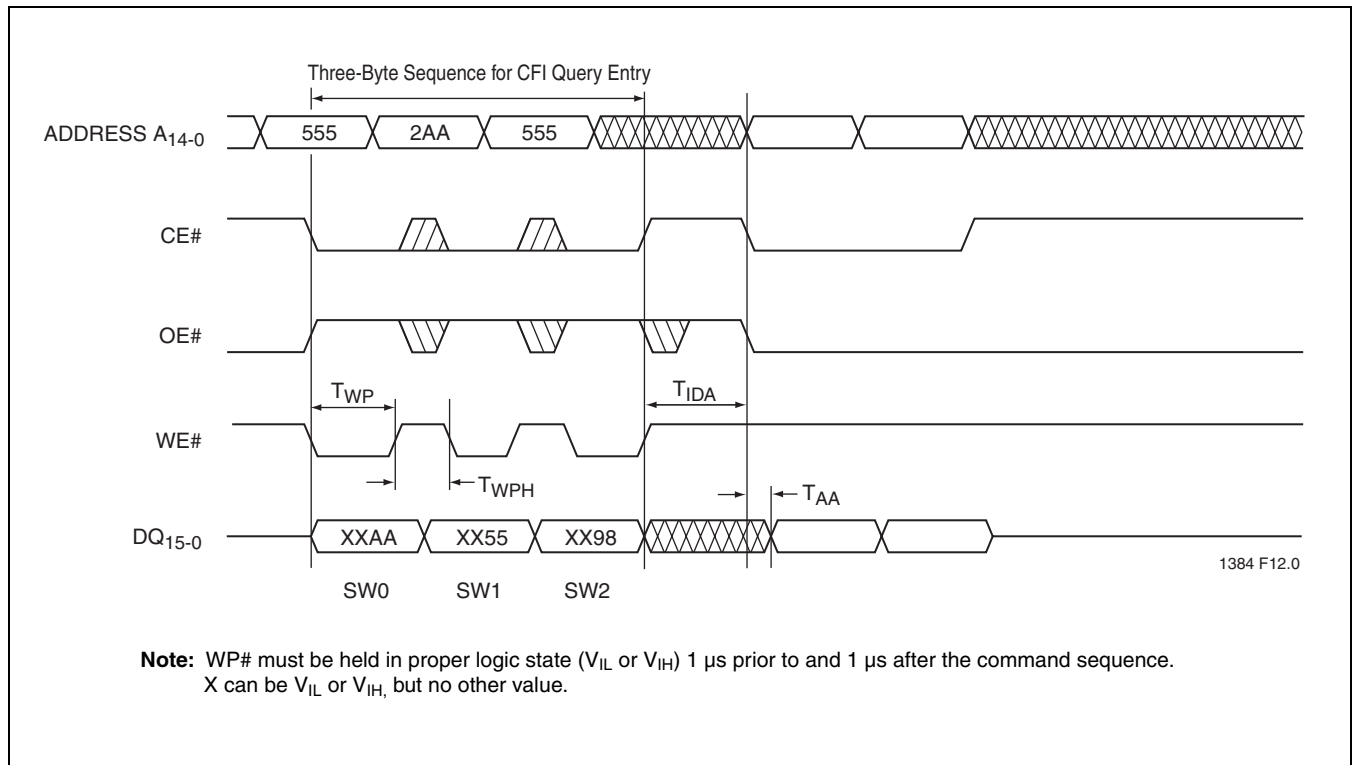 Three-Byte Sequence for CFI Query Entry
ADDRESS A14-0
555 2AA 555
CE#
OE#
TWP
TIDA
WE#
TWPH
TAA
DQ15-0
XXAA XX55 XX98
1384 F12.0
SW0 SW1 SW2
Note: WP# must be held in proper logic state (VIL or VIH) 1 µs prior to and 1 µs after the command sequence.
X can be VIL or VIH, but no other value.